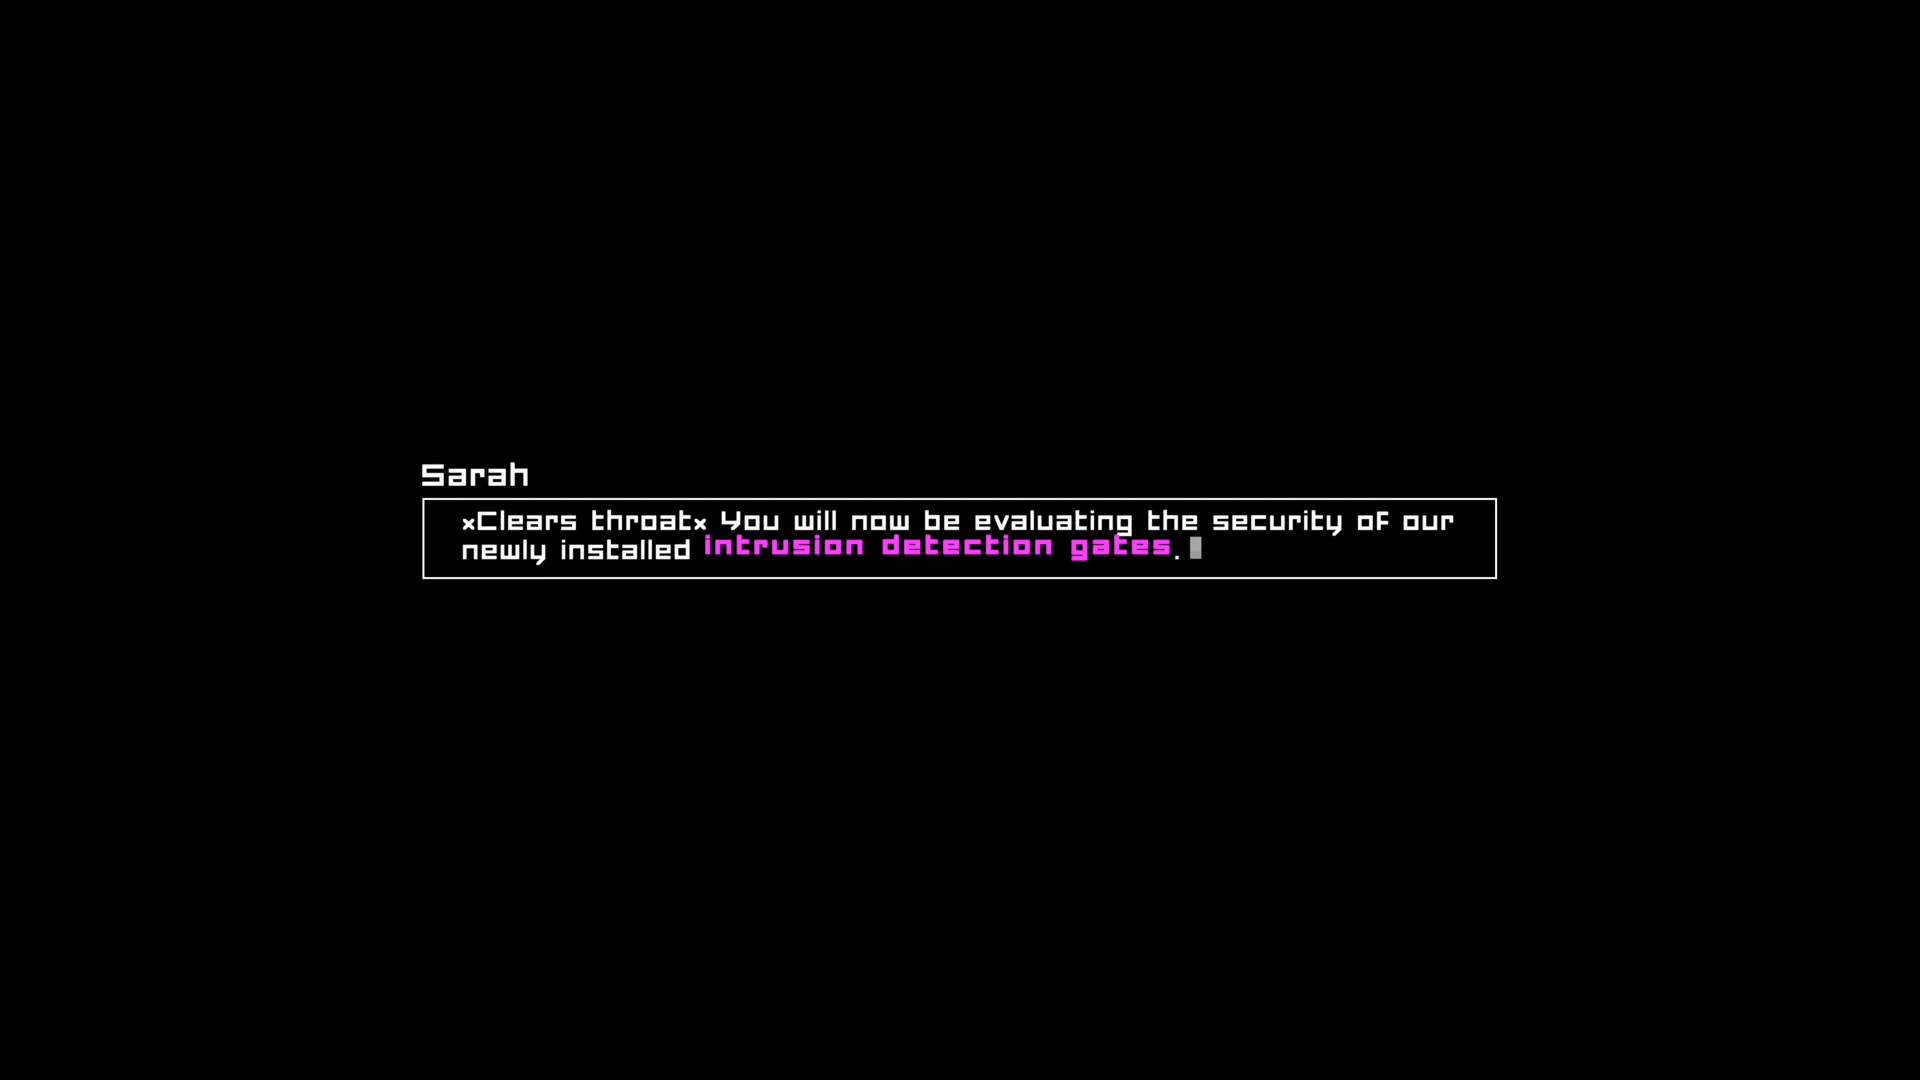 Sarah
×Clears throat× You will now be evaluating the security of our
newly installed intrusion detection gates.